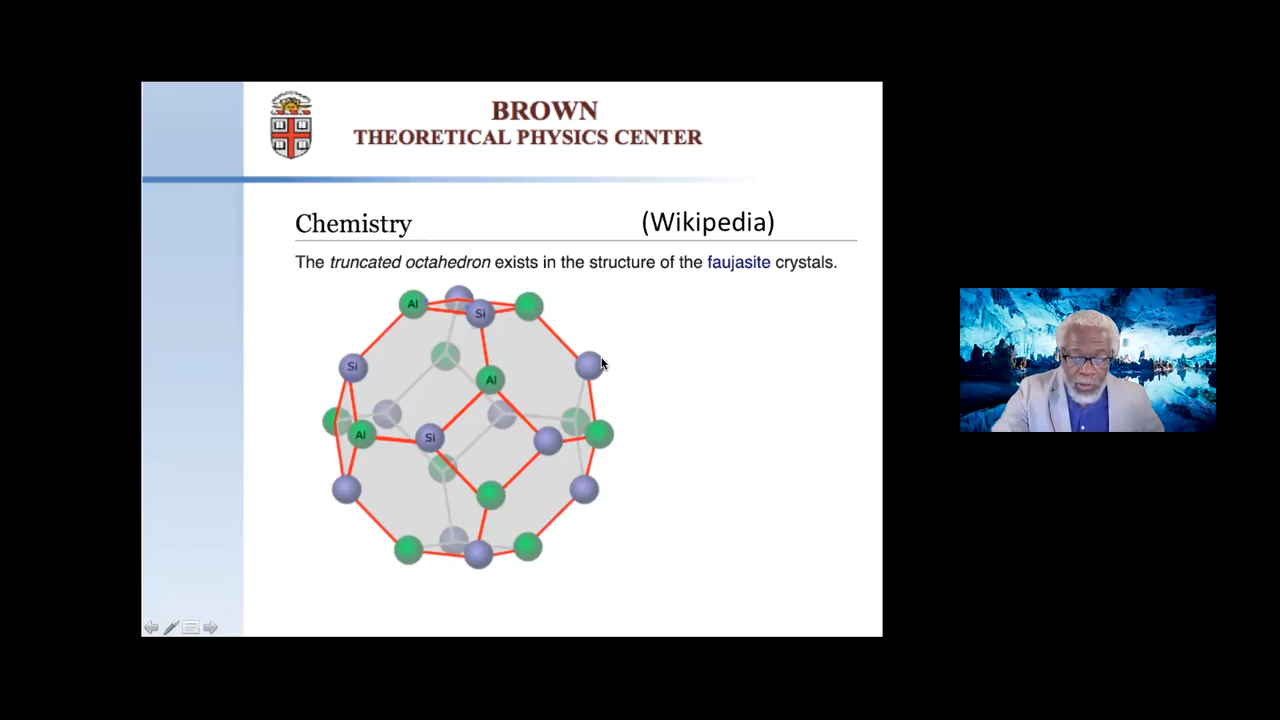 BROWN
THEORETICAL PHYSICS CENTER
Chemistry (Wikipedia)
The truncated octahedron exists in the structure of the faujasite crystals.
Al
Si
Si
Al
Al
Si